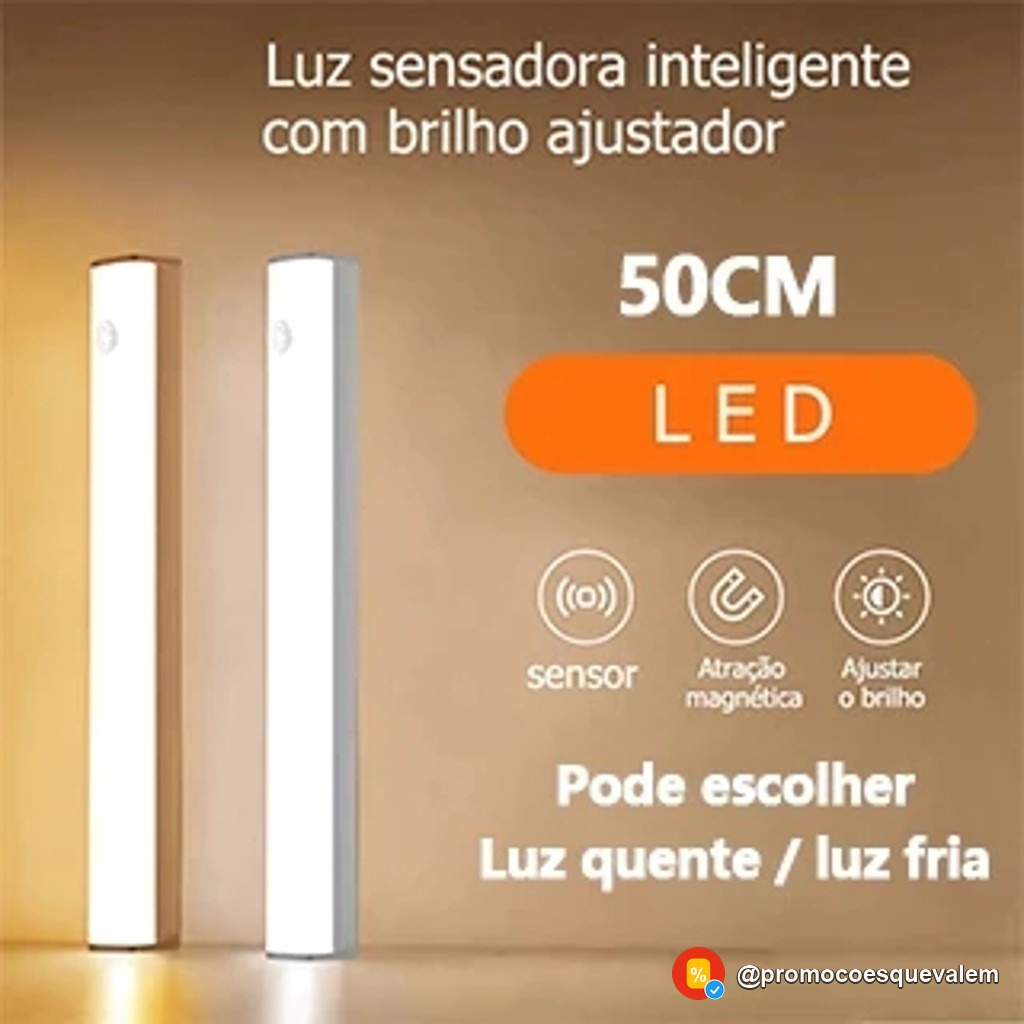 Luz sensadora inteligente
com brilho ajustador
50CM
LED
sensor
Atração
magnética
Ajustar
o brilho
Pode escolher
Luz quente / luz fria
%
@promocoesquevalem